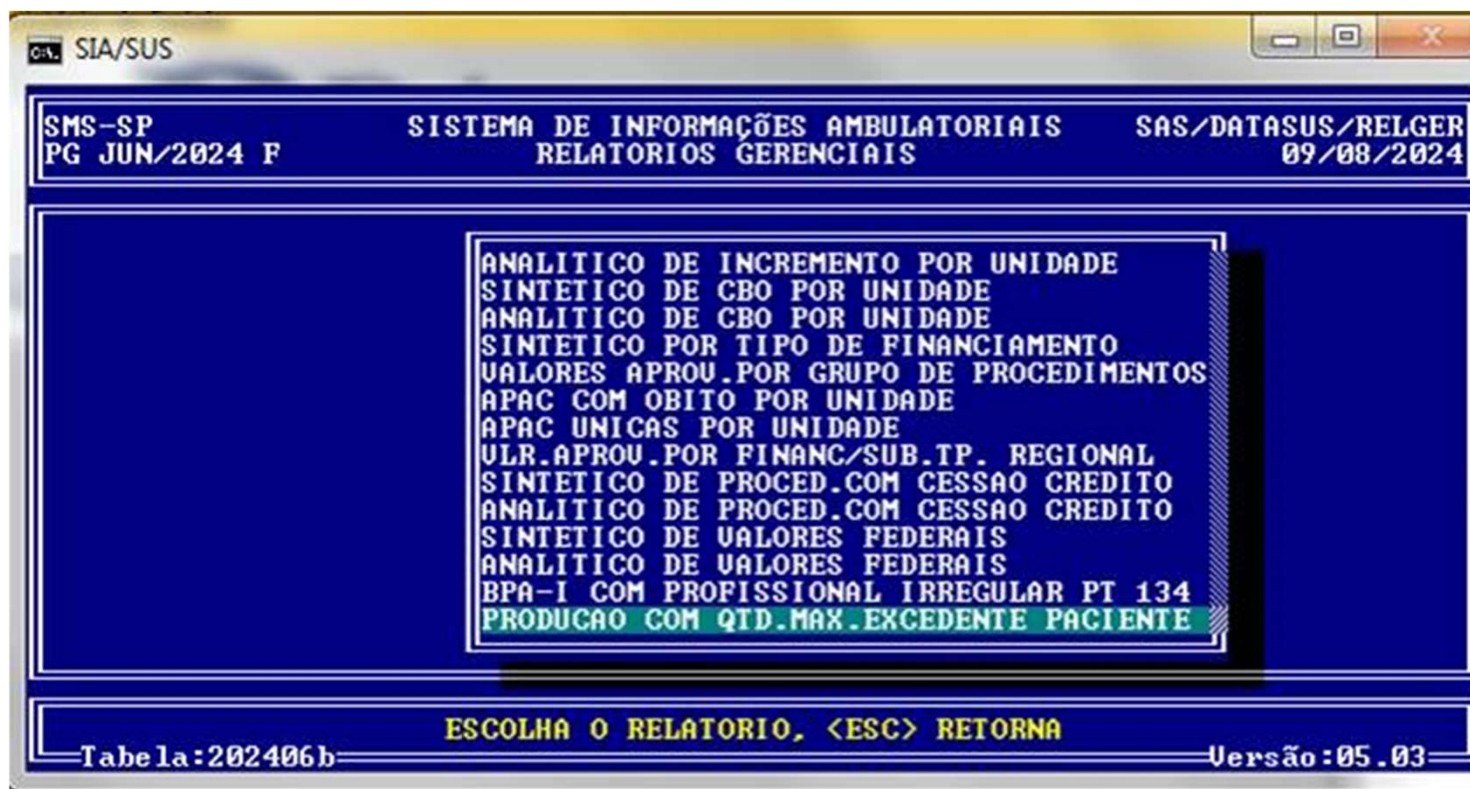 SIA/SUS
SMS-SP SISTEMA DE INFORMAÇõES AMBULATORIAIS SAS/DATASUS/RELGER
PG JUN/2024 F RELATORIOS GERENCIAIS 09/08/2024
ANALITICO DE INCREMENTO POR UNIDADE
SINTETICO DE CBO POR UNIDADE
ANALITICO DE CBO POR UNIDADE
SINTETICO POR TIPO DE FINANCIAMENTO
VALORES APROV.POR GRUPO DE PROCEDIMENTOS
APAC COM OBITO POR UNIDADE
APAC UNICAS POR UNIDADE
VLR.APROV.POR FINANC/SUB.TP. REGIONAL
SINTETICO DE PROCED.COM CESSAO CREDITO
ANALITICO DE PROCED.COM CESSAO CREDITO
SINTETICO DE VALORES FEDERAIS
ANALITICO DE VALORES FEDERAIS
BPA-I COM PROFISSIONAL IRREGULAR PT 134
PRODUCAO COM QTD.MAX.EXCEDENTE PACIENTE
ESCOLHA O RELATORIO, <ESC> RETORNA
Tabela:202406b Versão:05.03